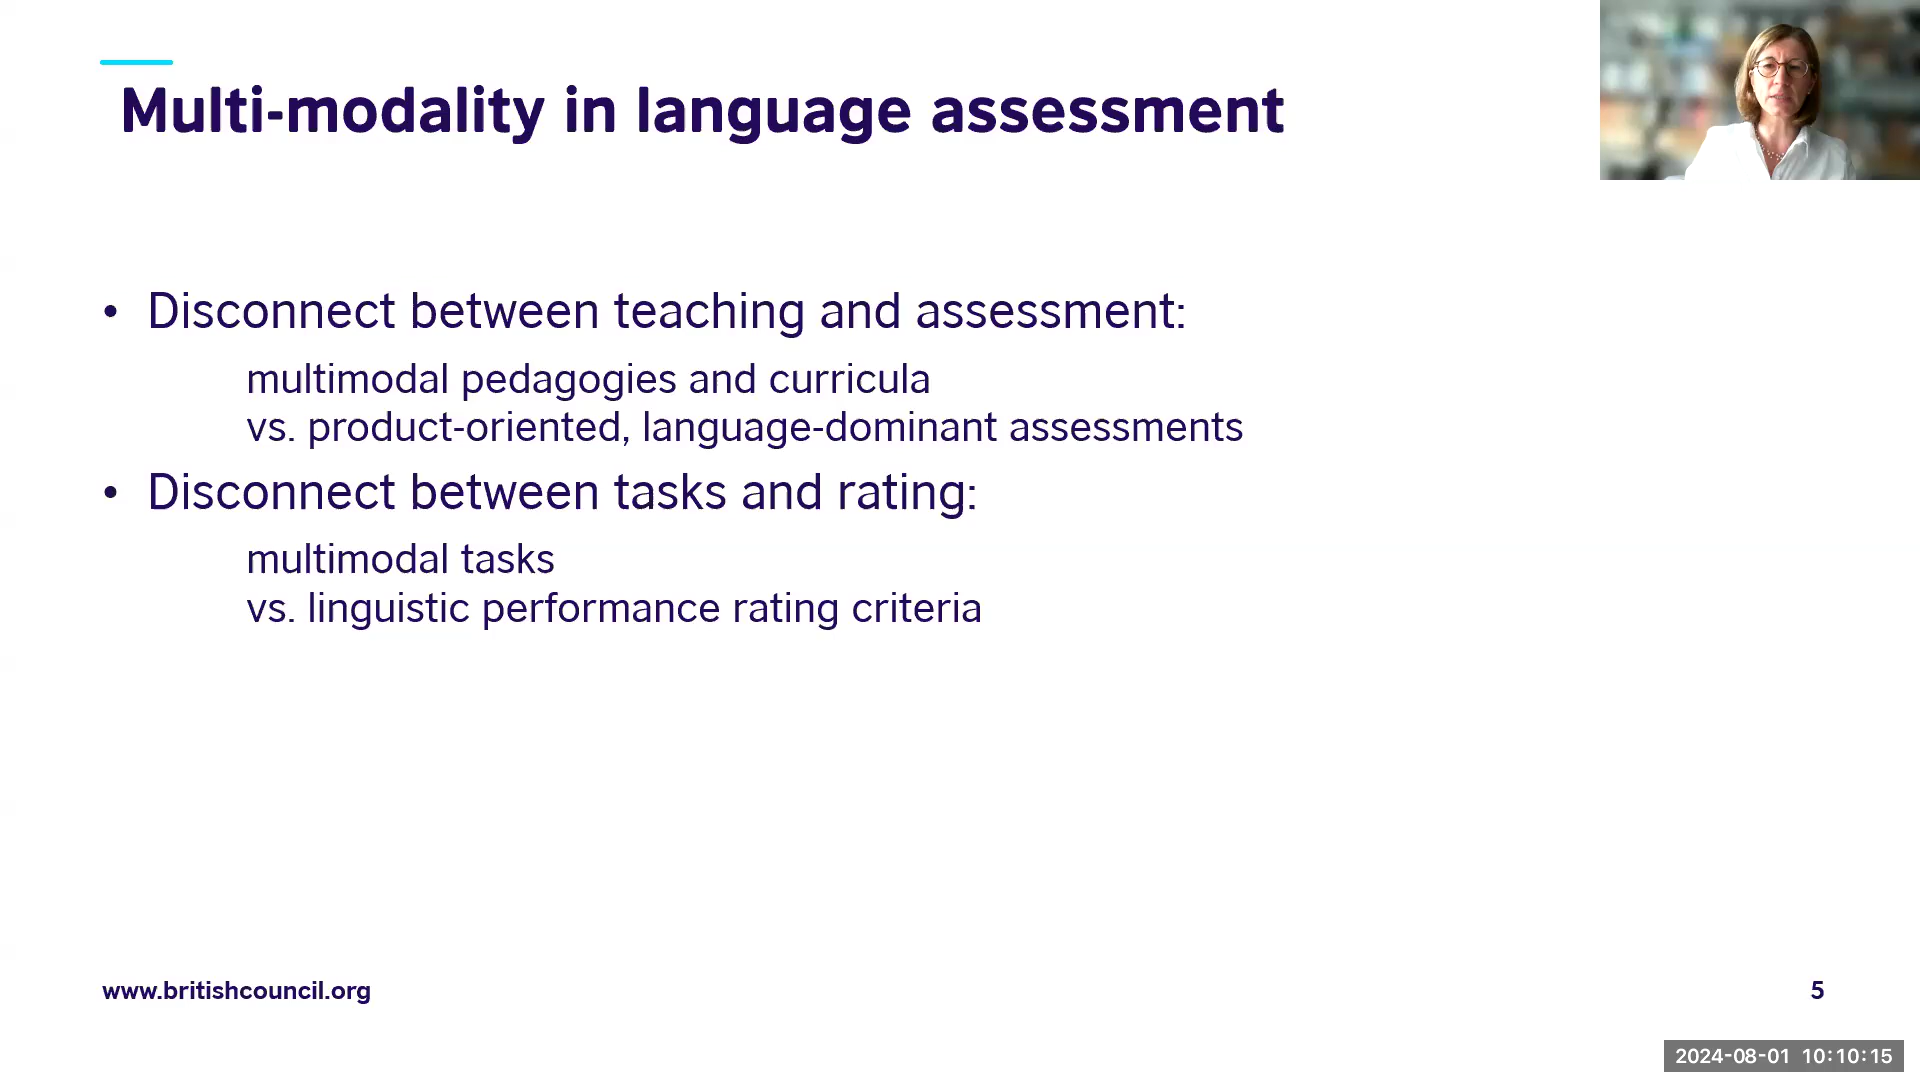 Multi-modality in language assessment
• Disconnect between teaching and assessment:
multimodal pedagogies and curricula
vs. product-oriented, language-dominant assessments
• Disconnect between tasks and rating:
multimodal tasks
vs. linguistic performance rating criteria
www.britishcouncil.org
5
2024-08-01 10:10:15